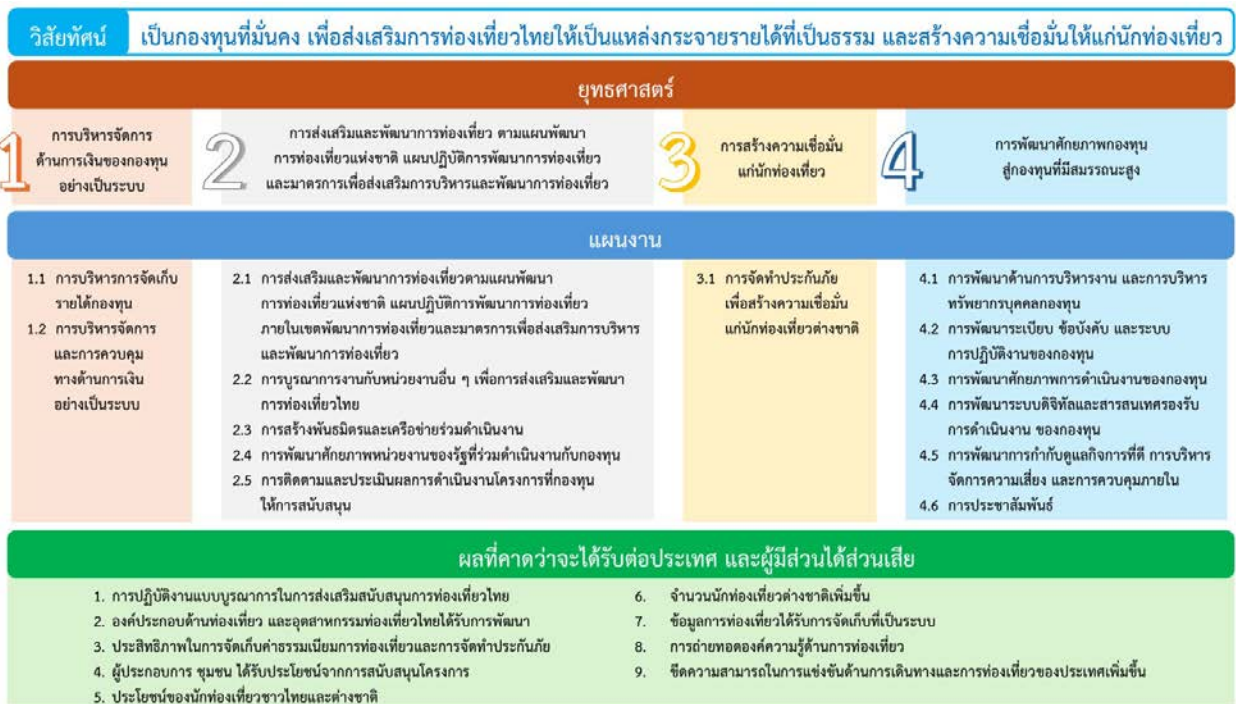 วิสัยทัศน์ เป็นกองทุนที่มั่นคง เพื่อส่งเสริมการท่องเที่ยวไทยให้เป็นแหล่งกระจายรายได้ที่เป็นธรรม และสร้างความเชื่อมั่นให้แก่นักท่องเที่ยว
ยุทธศาสตร์
1
การบริหารจัดการ
ด้านการเงินของกองทุน
อย่างเป็นระบบ
2
การส่งเสริมและพัฒนาการท่องเที่ยว ตามแผนพัฒนา
การท่องเที่ยวแห่งชาติ แผนปฏิบัติการพัฒนาการท่องเที่ยว
และมาตรการเพื่อส่งเสริมการบริหารและพัฒนาการท่องเที่ยว
3
การสร้างความเชื่อมั่น
แก่นักท่องเที่ยว
4
การพัฒนาศักยภาพกองทุน
สู่กองทุนที่มีสมรรถนะสูง
แผนงาน
1.1 การบริหารการจัดเก็บ
รายได้กองทุน
1.2 การบริหารจัดการ
และการควบคุม
ทางด้านการเงิน
อย่างเป็นระบบ
2.1 การส่งเสริมและพัฒนาการท่องเที่ยวตามแผนพัฒนา
การท่องเที่ยวแห่งชาติ แผนปฏิบัติการพัฒนาการท่องเที่ยว
ภายในเขตพัฒนาการท่องเที่ยวและมาตรการเพื่อส่งเสริมการบริหาร
และพัฒนาการท่องเที่ยว
2.2 การบูรณาการงานกับหน่วยงานอื่น ๆ เพื่อการส่งเสริมและพัฒนา
การท่องเที่ยวไทย
2.3 การสร้างพันธมิตรและเครือข่ายร่วมดำเนินงาน
2.4 การพัฒนาศักยภาพหน่วยงานของรัฐที่ร่วมดำเนินงานกับกองทุน
2.5 การติดตามและประเมินผลการดำเนินงานโครงการที่กองทุน
ให้การสนับสนุน
3.1 การจัดทำประกันภัย
เพื่อสร้างความเชื่อมั่น
แก่นักท่องเที่ยวต่างชาติ
4.1 การพัฒนาด้านการบริหารงาน และการบริหาร
ทรัพยากรบุคคลกองทุน
4.2 การพัฒนาระเบียบ ข้อบังคับ และระบบ
การปฏิบัติงานของกองทุน
4.3 การพัฒนาศักยภาพการดำเนินงานของกองทุน
4.4 การพัฒนาระบบดิจิทัลและสารสนเทศรองรับ
การดำเนินงาน ของกองทุน
4.5 การพัฒนาการกำกับดูแลกิจการที่ดี การบริหาร
จัดการความเสี่ยง และการควบคุมภายใน
4.6 การประชาสัมพันธ์
ผลที่คาดว่าจะได้รับต่อประเทศ และผู้มีส่วนได้ส่วนเสีย
1. การปฏิบัติงานแบบบูรณาการในการส่งเสริมสนับสนุนการท่องเที่ยวไทย
2. องค์ประกอบด้านท่องเที่ยว และอุตสาหกรรมท่องเที่ยวไทยได้รับการพัฒนา
3. ประสิทธิภาพในการจัดเก็บค่าธรรมเนียมการท่องเที่ยวและการจัดทำประกันภัย
4. ผู้ประกอบการ ชุมชน ได้รับประโยชน์จากการสนับสนุนโครงการ
5. ประโยชน์ของนักท่องเที่ยวชาวไทยและต่างชาติ
6. จำนวนนักท่องเที่ยวต่างชาติเพิ่มขึ้น
7. ข้อมูลการท่องเที่ยวได้รับการจัดเก็บที่เป็นระบบ
8. การถ่ายทอดองค์ความรู้ด้านการท่องเที่ยว
9. ขีดความสามารถในการแข่งขันด้านการเดินทางและการท่องเที่ยวของประเทศเพิ่มขึ้น